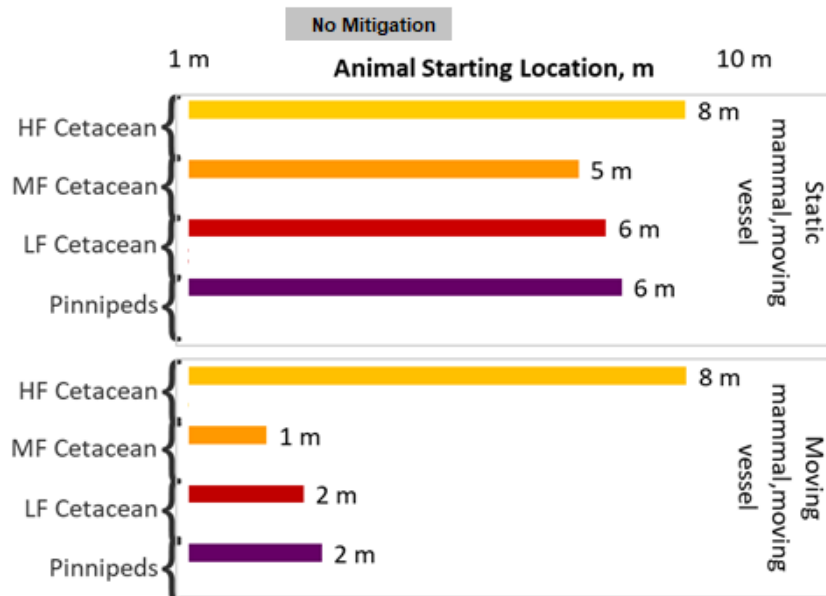 No Mitigation
1 m
Animal Starting Location, m
10 m
HF Cetacean
8 m
MF Cetacean
5 m
LF Cetacean
6 m
Pinnipeds
6 m
Static
mammal,moving
vessel
HF Cetacean
8 m
MF Cetacean
1 m
LF Cetacean
2 m
Pinnipeds
2 m
Moving
mammal,moving
vessel